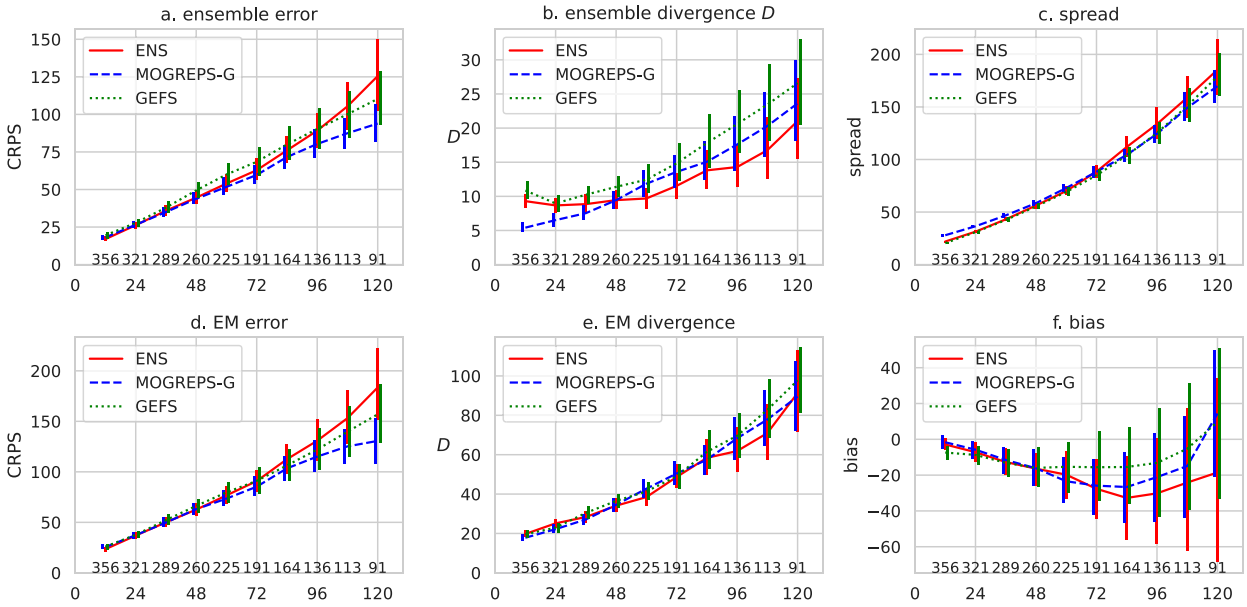 a. ensemble error
150
125
100
75
50
25
0
CRPS
ENS
MOGREPS-G
GEFS
356 321 289 260 225 191 164 136 113 91
0 24 48 72 96 120
b. ensemble divergence D
30
25
20
15
10
5
0
D
ENS
MOGREPS-G
GEFS
356 321 289 260 225 191 164 136 113 91
0 24 48 72 96 120
c. spread
200
150
100
50
0
spread
ENS
MOGREPS-G
GEFS
356 321 289 260 225 191 164 136 113 91
0 24 48 72 96 120
d. EM error
200
150
100
50
0
CRPS
ENS
MOGREPS-G
GEFS
356 321 289 260 225 191 164 136 113 91
0 24 48 72 96 120
e. EM divergence
100
80
60
40
20
0
D
ENS
MOGREPS-G
GEFS
356 321 289 260 225 191 164 136 113 91
0 24 48 72 96 120
f. bias
40
20
0
−20
−40
−60
bias
ENS
MOGREPS-G
GEFS
356 321 289 260 225 191 164 136 113 91
0 24 48 72 96 120